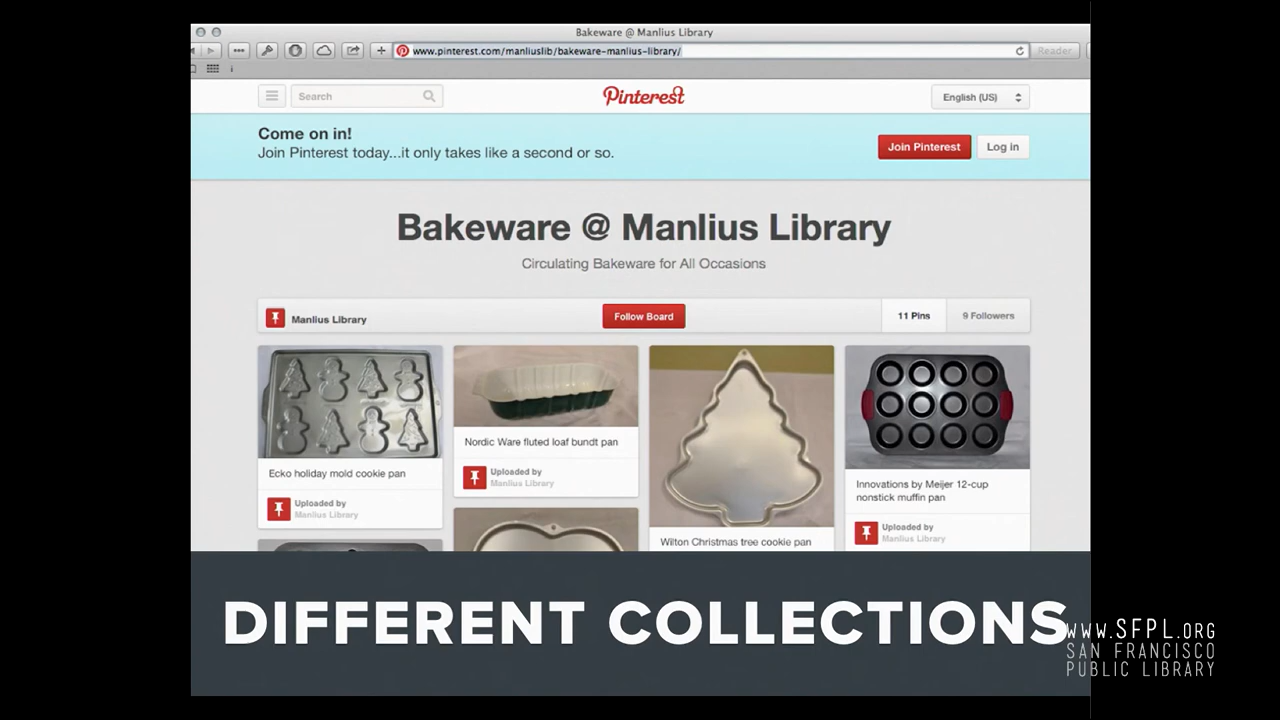 Bakeware @ Manlius Library
www.pinterest.com/manliuslib/bakeware-manlius-library/
Reader
Search
Pinterest
English (US)
Come on in!
Join Pinterest today...it only takes like a second or so.
Join Pinterest
Log in
Bakeware @ Manlius Library
Circulating Bakeware for All Occasions
Manlius Library
Follow Board
11 Pins
9 Followers
Ecko holiday mold cookie pan
Uploaded by
Manlius Library
Nordic Ware fluted loaf bundt pan
Uploaded by
Manlius Library
Wilton Christmas tree cookie pan
Innovations by Meijer 12-cup
nonstick muffin pan
Uploaded by
Manlius Library
DIFFERENT COLLECTIONS
WWW.SFPL.ORG
SAN FRANCISCO
PUBLIC LIBRARY